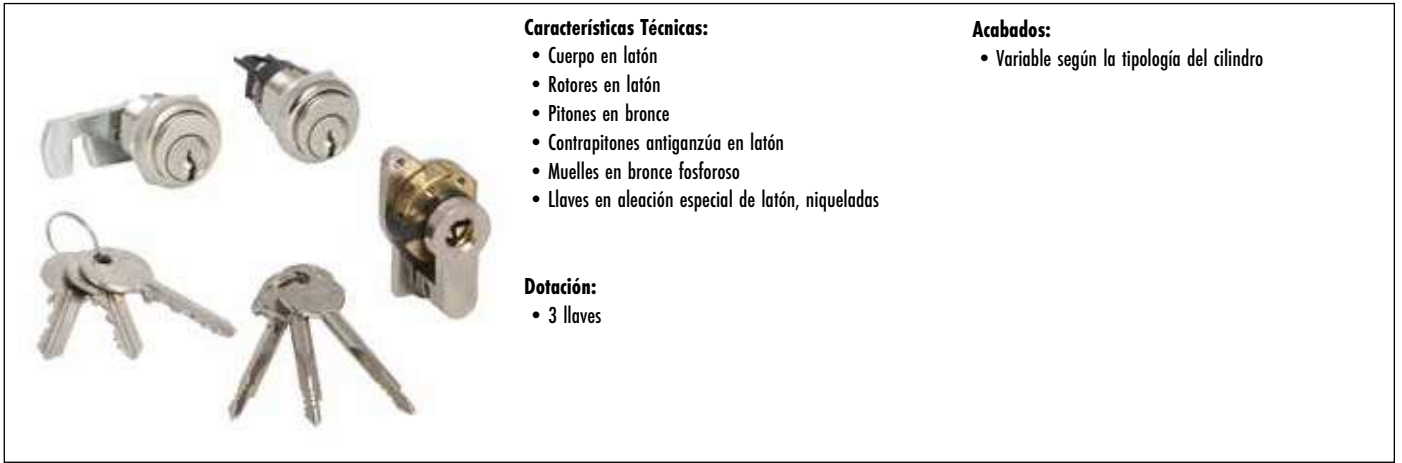 Características Técnicas:
• Cuerpo en latón
• Rotores en latón
• Pitones en bronce
• Contrapitones antiganzúa en latón
• Muelles en bronce fosforoso
• Llaves en aleación especial de latón, niqueladas
Dotación:
• 3 llaves
Acabados:
• Variable según la tipología del cilindro